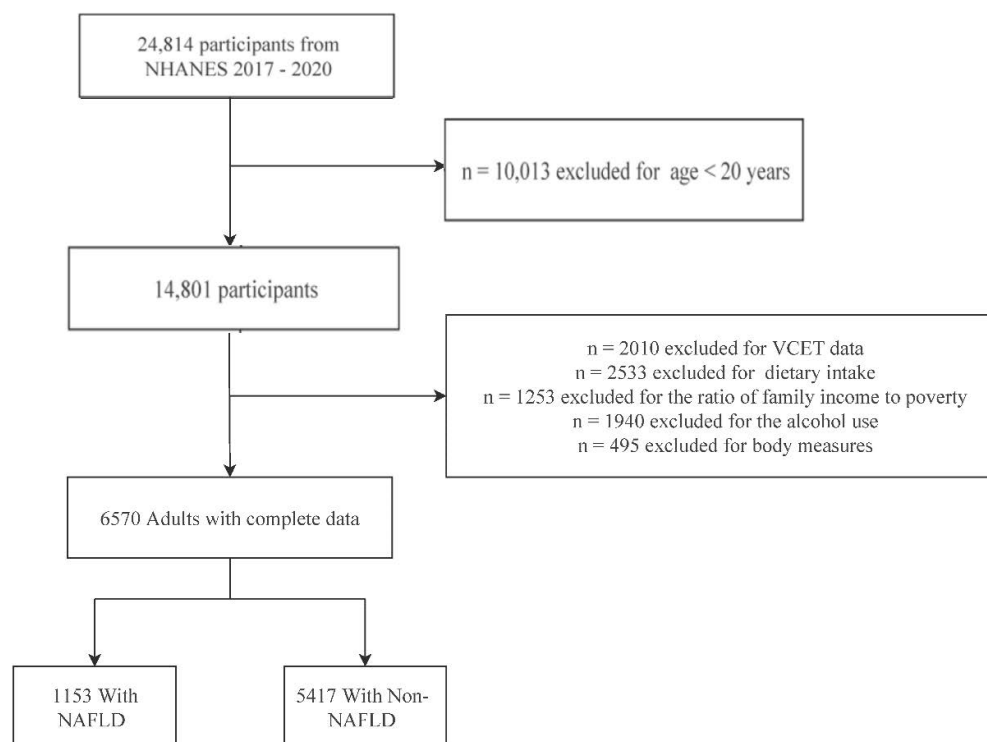 24,814 participants from
NHANES 2017 - 2020
n = 10,013 excluded for age < 20 years
14,801 participants
n = 2010 excluded for VCET data
n = 2533 excluded for dietary intake
n = 1253 excluded for the ratio of family income to poverty
n = 1940 excluded for the alcohol use
n = 495 excluded for body measures
6570 Adults with complete data
1153 With
NAFLD
5417 With Non-
NAFLD